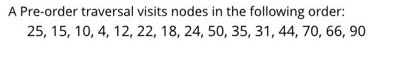 A Pre-order traversal visits nodes in the following order:
25, 15, 10, 4, 12, 22, 18, 24, 50, 35, 31, 44, 70, 66, 90